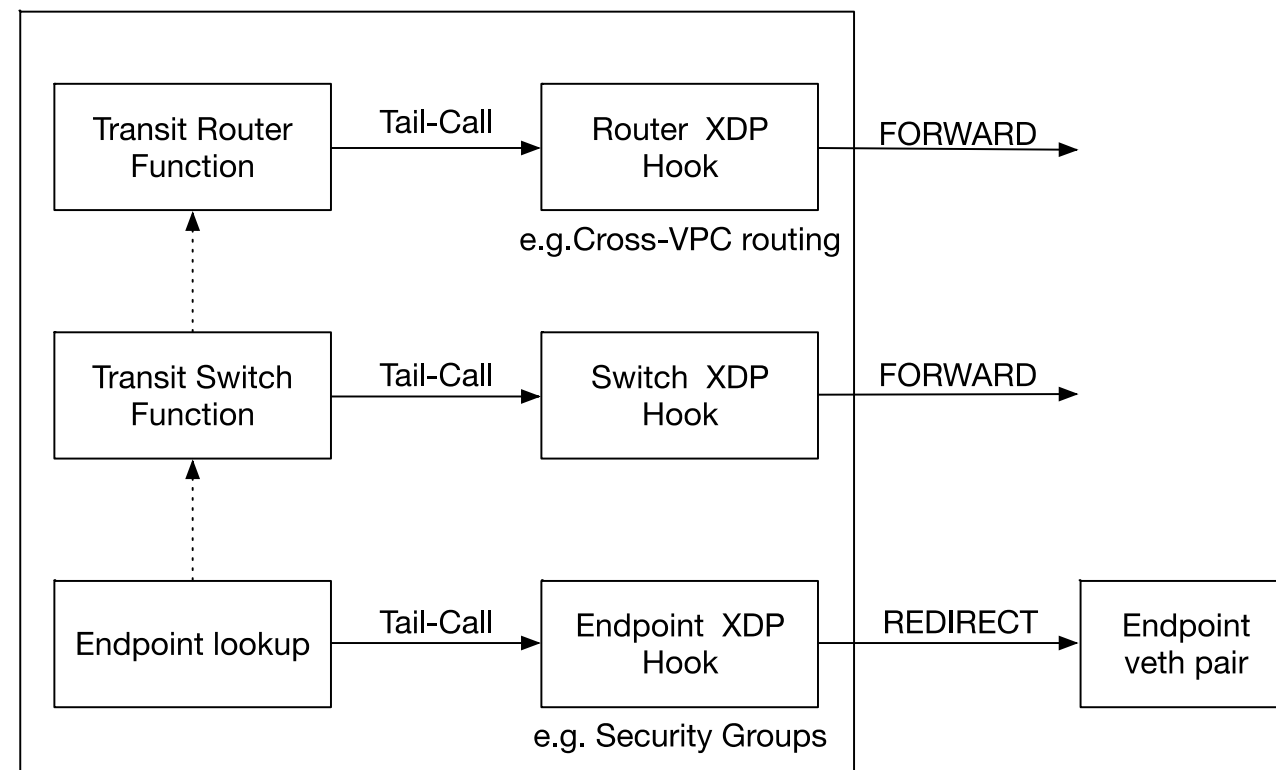 Transit Router
Function
Tail-Call
Router XDP
Hook
FORWARD
e.g.Cross-VPC routing
Transit Switch
Function
Tail-Call
Switch XDP
Hook
FORWARD
Endpoint lookup
Tail-Call
Endpoint XDP
Hook
REDIRECT
Endpoint
veth pair
e.g. Security Groups